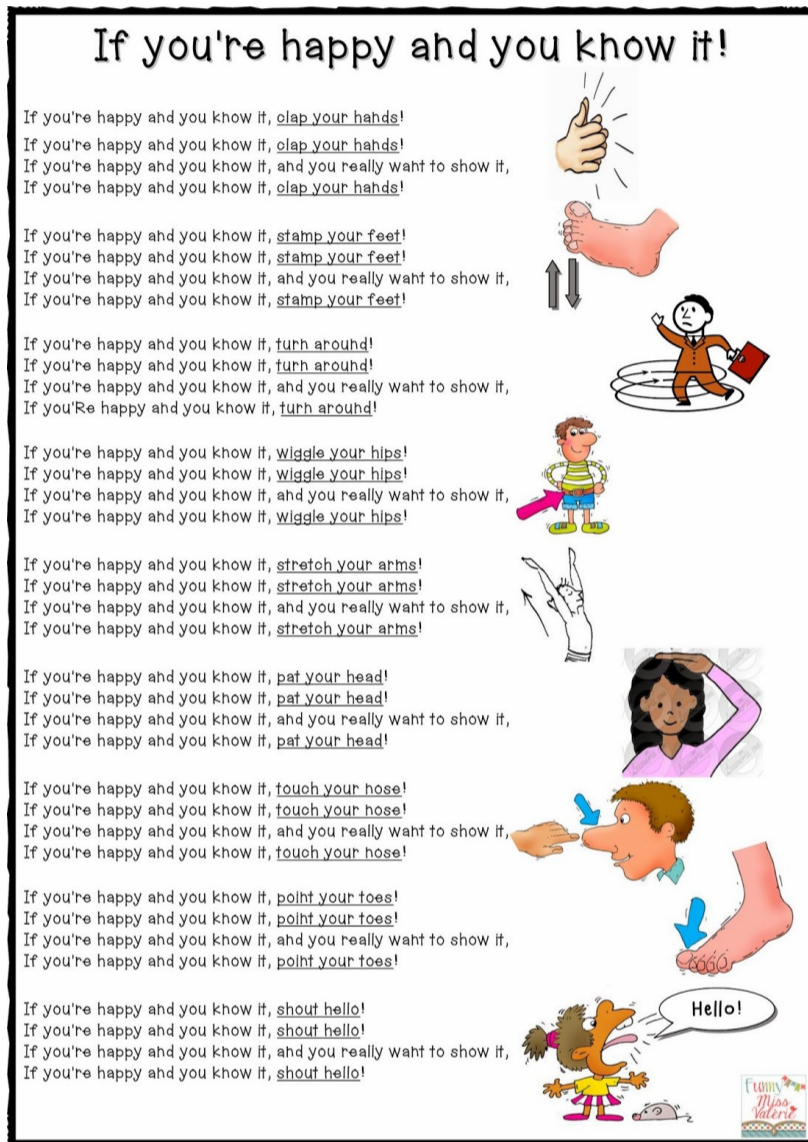 If you're happy and you know it!
If you're happy and you know it, clap your hands!
If you're happy and you know it, clap your hands!
If you're happy and you know it, and you really want to show it,
If you're happy and you know it, clap your hands!
If you're happy and you know it, stamp your feet!
If you're happy and you know it, stamp your feet!
If you're happy and you know it, and you really want to show it,
If you're happy and you know it, stamp your feet!
If you're happy and you know it, turn around!
If you're happy and you know it, turn around!
If you're happy and you know it, and you really want to show it,
If you'Re happy and you know it, turn around!
If you're happy and you know it, wiggle your hips!
If you're happy and you know it, wiggle your hips!
If you're happy and you know it, and you really want to show it,
If you're happy and you know it, wiggle your hips!
If you're happy and you know it, stretch your arms!
If you're happy and you know it, stretch your arms!
If you're happy and you know it, and you really want to show it,
If you're happy and you know it, stretch your arms!
If you're happy and you know it, pat your head!
If you're happy and you know it, pat your head!
If you're happy and you know it, and you really want to show it,
If you're happy and you know it, pat your head!
If you're happy and you know it, touch your nose!
If you're happy and you know it, touch your nose!
If you're happy and you know it, and you really want to show it,
If you're happy and you know it, touch your nose!
If you're happy and you know it, point your toes!
If you're happy and you know it, point your toes!
If you're happy and you know it, and you really want to show it,
If you're happy and you know it, point your toes!
If you're happy and you know it, shout hello!
If you're happy and you know it, shout hello!
If you're happy and you know it, and you really want to show it,
If you're happy and you know it, shout hello!
Hello!
Funny
Miss
Valérie